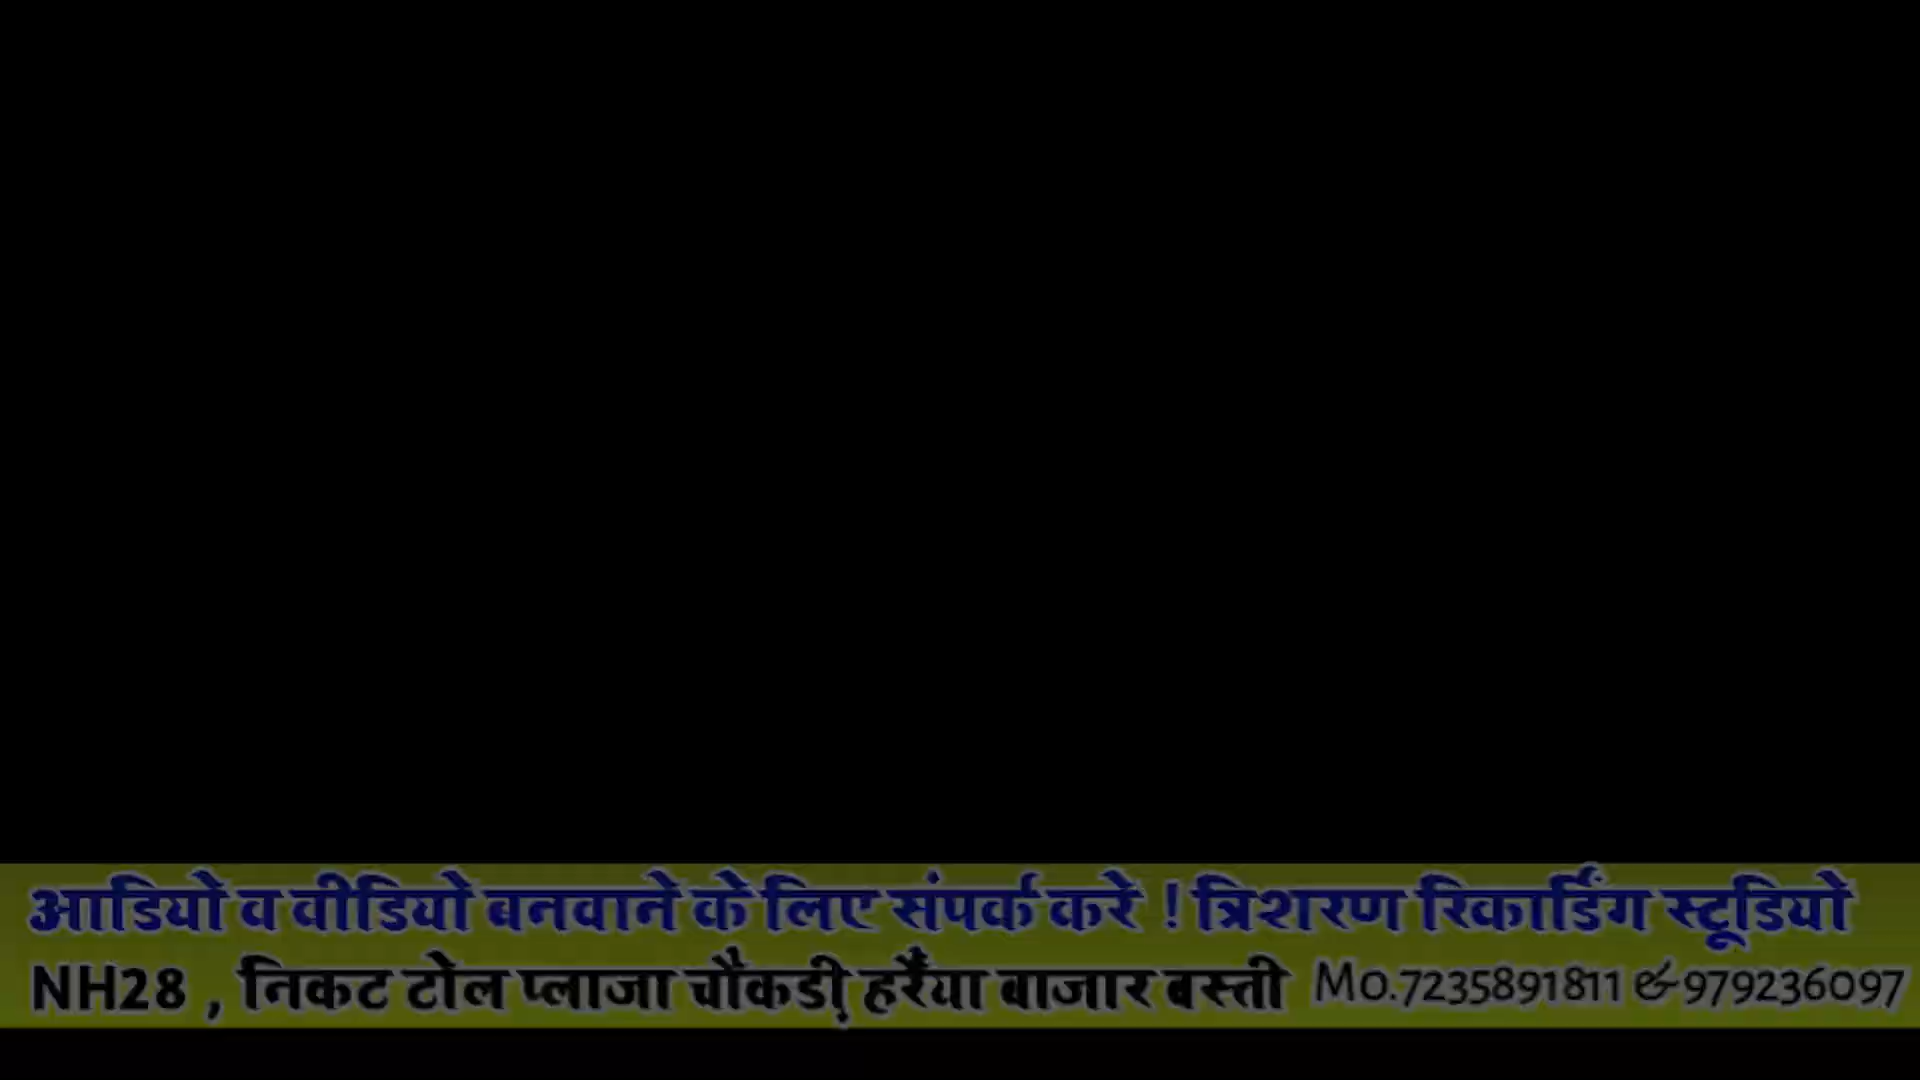 आडियो व वीडियो बनवाने के लिए संपर्क करे ! त्रिशरण रिकार्डिंग स्टूडियो
NH28 , निकट टोल प्लाजा चौकडी़ हर्रैया बाजार बस्ती Mo.7235891811 & 979236097